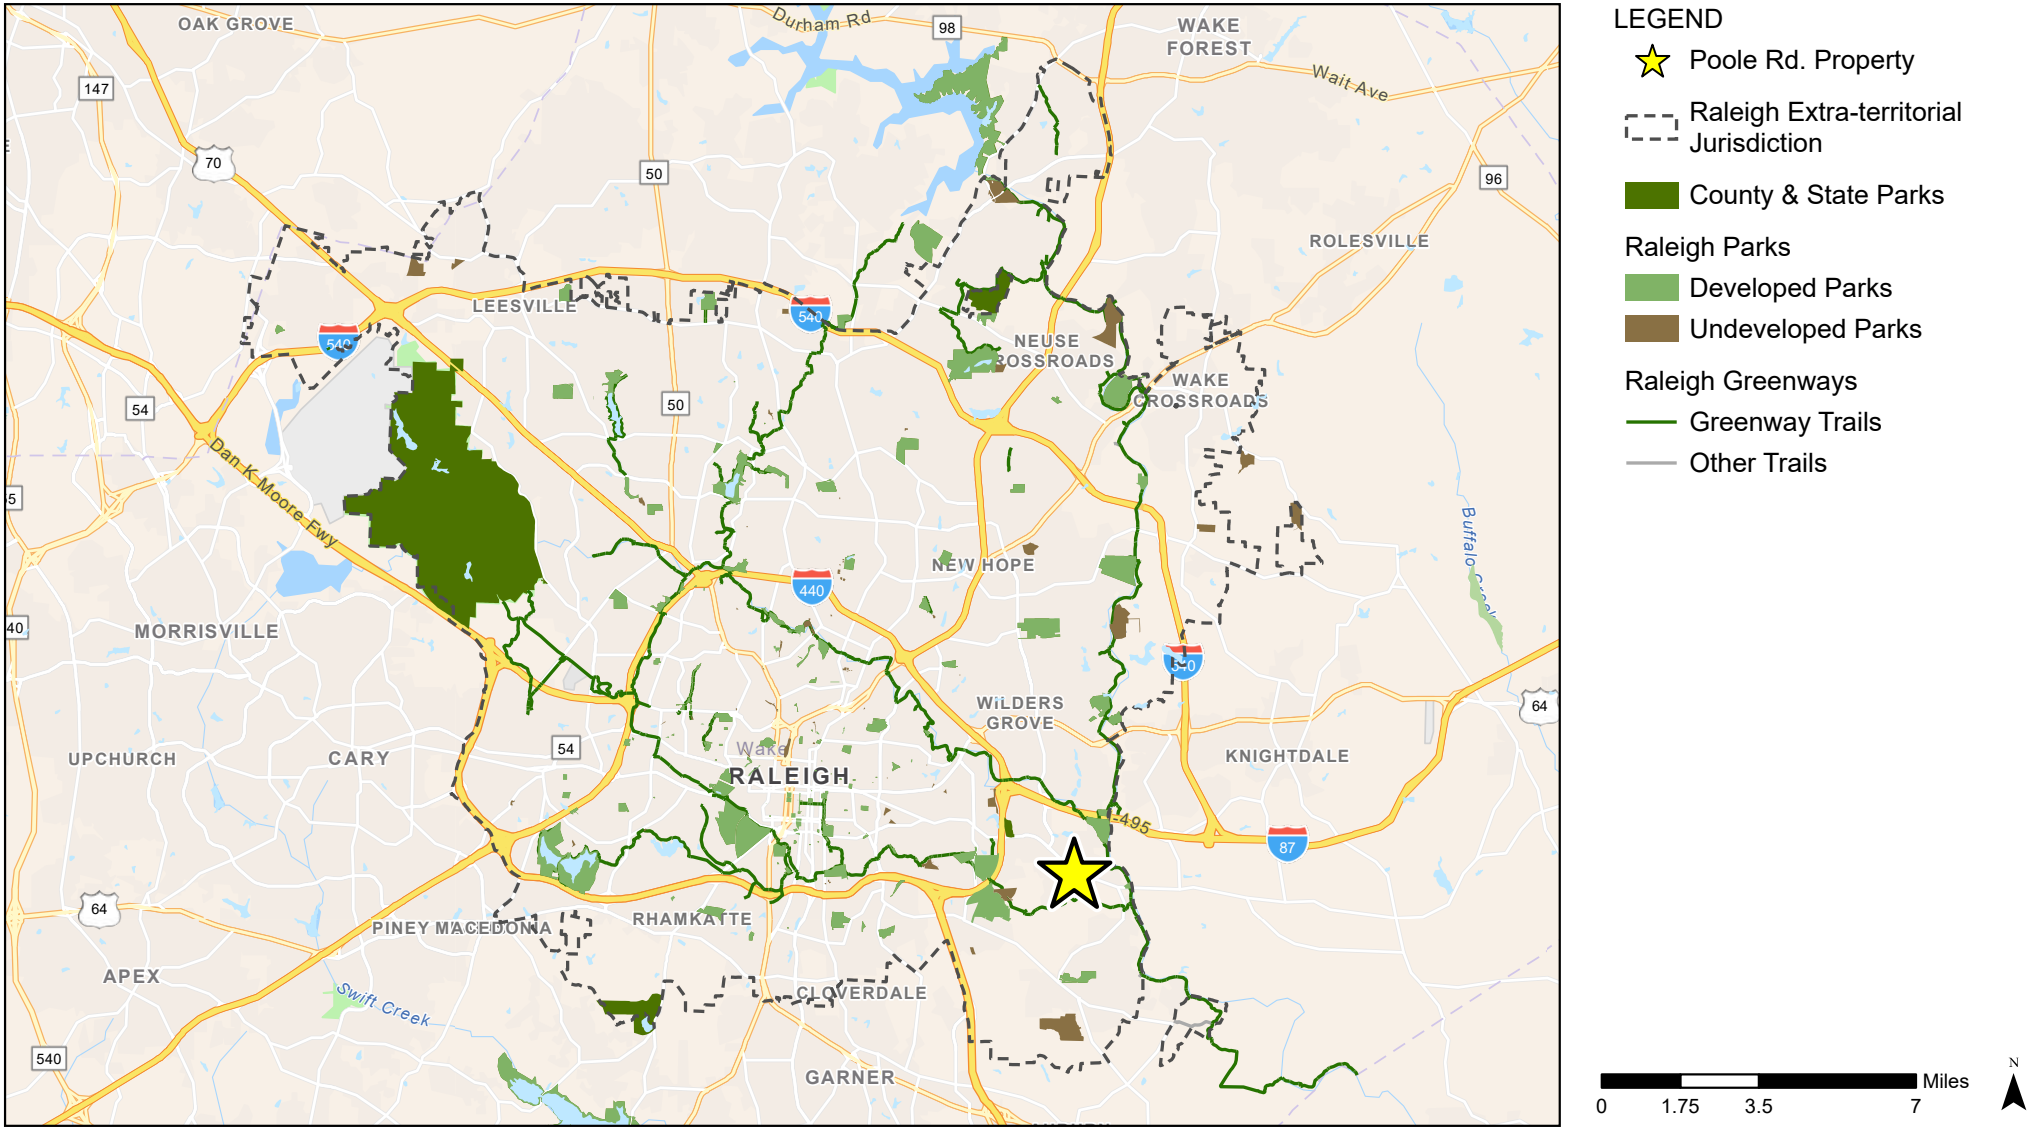 OAK GROVE
Durham Rd
98
WAKE
FOREST
Wait Ave
147
70
50
96
ROLESVILLE
LEESVILLE
540
540
NEUSE
ROSSROADS
WAKE
CROSSROADS
54
50
Dan K Moore Fwy
Buffalo Creek
NEW HOPE
440
40
MORRISVILLE
540
WILDERS
GROVE
64
54
Wake
UPCHURCH
CARY
RALEIGH
KNIGHTDALE
-495
87
64
PINEY MACEDONIA
RHAMKATTE
APEX
Swift Creek
CLOVERDALE
540
GARNER
LEGEND
Poole Rd. Property
Raleigh Extra-territorial
Jurisdiction
County & State Parks
Raleigh Parks
Developed Parks
Undeveloped Parks
Raleigh Greenways
Greenway Trails
Other Trails
N
Miles
0 1.75 3.5 7